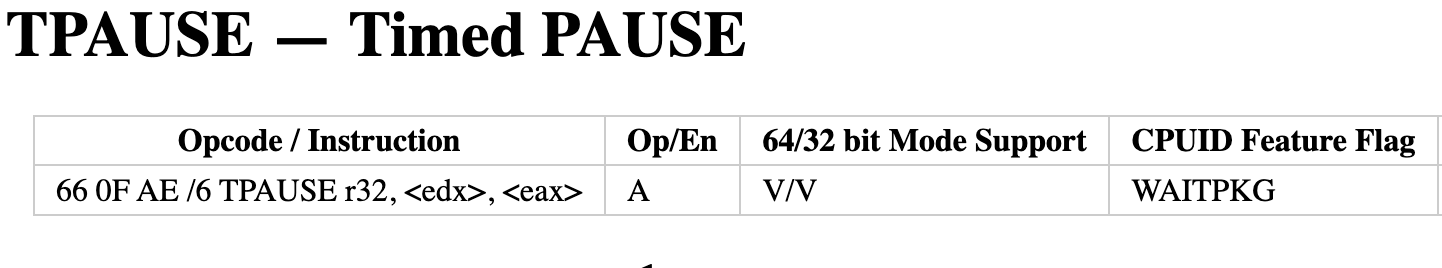 TPAUSE — Timed PAUSE
Opcode / Instruction Op/En 64/32 bit Mode Support CPUID Feature Flag
66 0F AE /6 TPAUSE r32, <edx>, <eax> A V/V WAITPKG